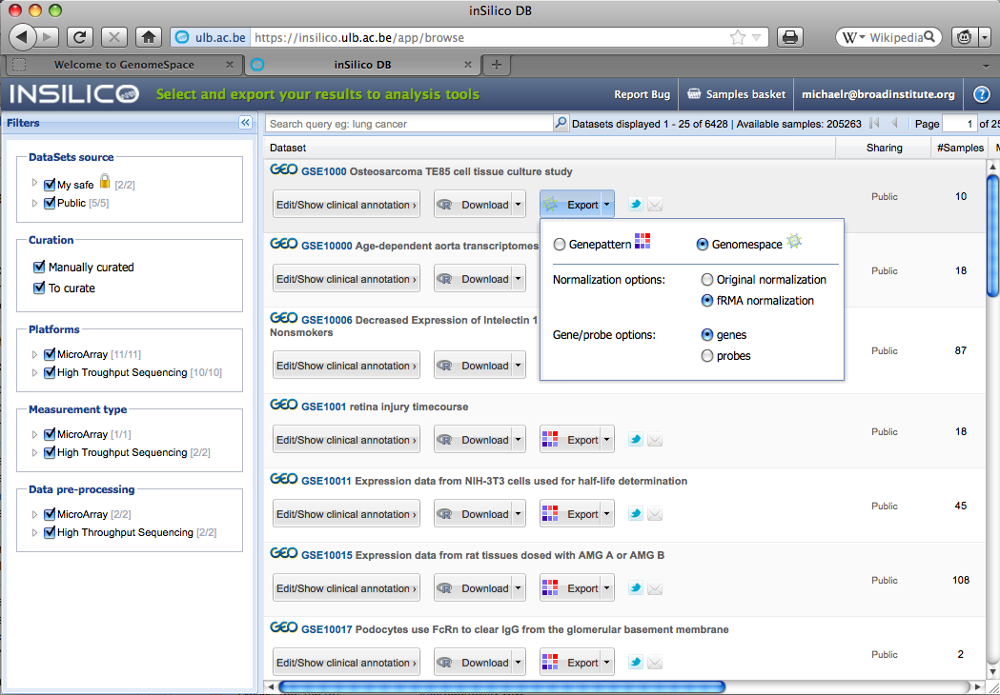 inSilico DB
ulb.ac.be https://insilico.ulb.ac.be/app/browse
W Wikipedia
Welcome to GenomeSpace
inSilico DB
INSILICO DB Select and export your results to analysis tools
Report Bug Samples basket michaelr@broadinstitute.org ?
Filters
Search query eg: lung cancer
Datasets displayed 1 - 25 of 6428 | Available samples: 205263
Page 1 of 25
DataSets source
My safe [2/2]
Public [5/5]
Curation
Manually curated
To curate
Platforms
MicroArray [11/11]
High Troughput Sequencing [10/10]
Measurement type
MicroArray [1/1]
High Troughput Sequencing [2/2]
Data pre-processing
MicroArray [2/2]
High Throughput Sequencing [2/2]
Dataset Sharing #Samples
GEO GSE1000 Osteosarcoma TE85 cell tissue culture study
Edit/Show clinical annotation › R Download Export
Public 10
Genepattern Genomespace
Normalization options: Original normalization
fRMA normalization
Gene/probe options: genes
probes
GEO GSE10000 Age-dependent aorta transcriptomes
Edit/Show clinical annotation › R Download
Public 18
GEO GSE10006 Decreased Expression of Intelectin 1
Nonsmokers
Edit/Show clinical annotation › R Download
Public 87
GEO GSE1001 retina injury timecourse
Edit/Show clinical annotation › R Download Export
Public 18
GEO GSE10011 Expression data from NIH-3T3 cells used for half-life determination
Edit/Show clinical annotation › R Download Export
Public 45
GEO GSE10015 Expression data from rat tissues dosed with AMG A or AMG B
Edit/Show clinical annotation › R Download Export
Public 108
GEO GSE10017 Podocytes use FcRn to clear IgG from the glomerular basement membrane
Edit/Show clinical annotation › R Download Export
Public 2